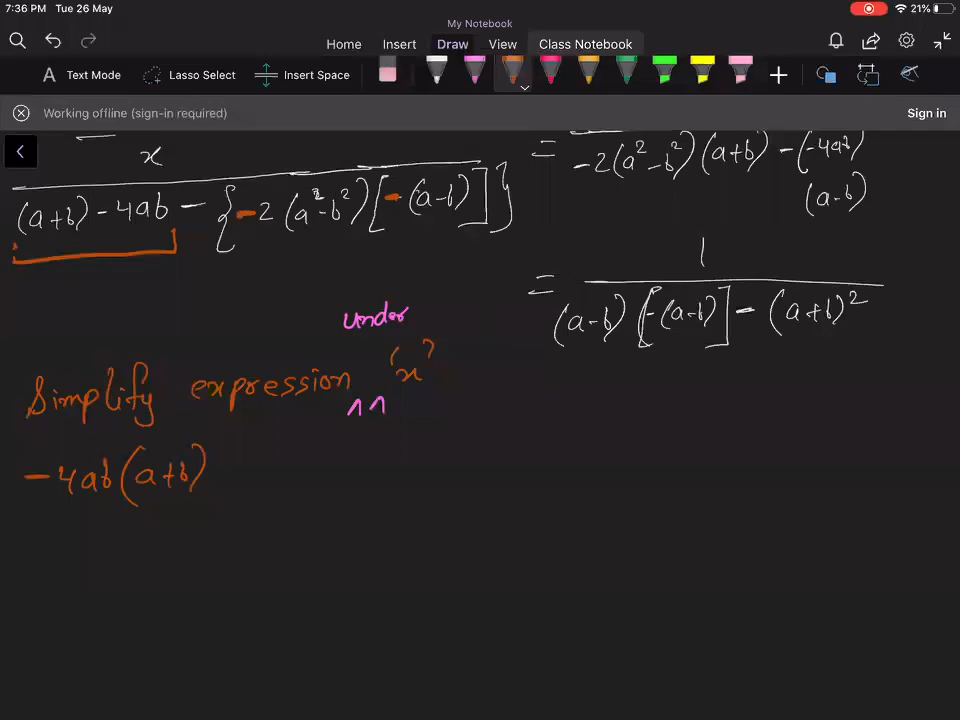 7:36 PM Tue 26 May
21%
My Notebook
Home Insert Draw View Class Notebook
A Text Mode Lasso Select Insert Space
Working offline (sign-in required) Sign in
x
(a+b) - 4ab - {-2 (a²-b²) [-(a-b)]}
= -2(a²-b²)(a+b) - (-4ab)
(a-b)
1
= (a-b) [-(a-b)] - (a+b)²
under
Simplify expression 'x'
-4ab(a+b)